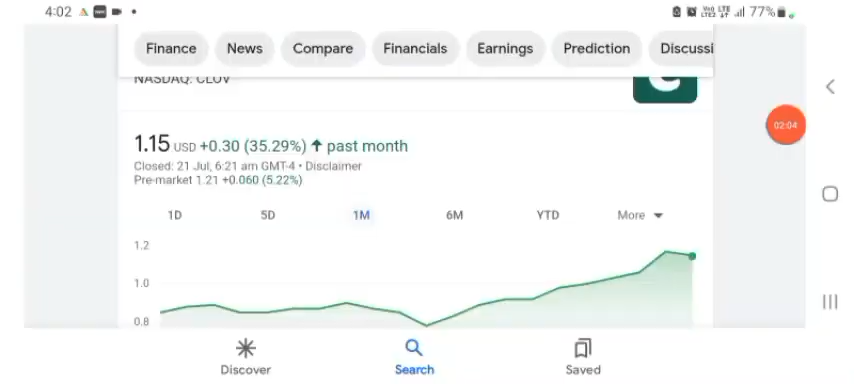 4:02 77%
Finance News Compare Financials Earnings Prediction Discussi
NASDAQ: CLOV
02:04
1.15 USD +0.30 (35.29%) ↑ past month
Closed: 21 Jul, 6:21 am GMT-4 • Disclaimer
Pre-market 1.21 +0.060 (5.22%)
1D 5D 1M 6M YTD More
1.2
1.0
0.8
Discover Search Saved